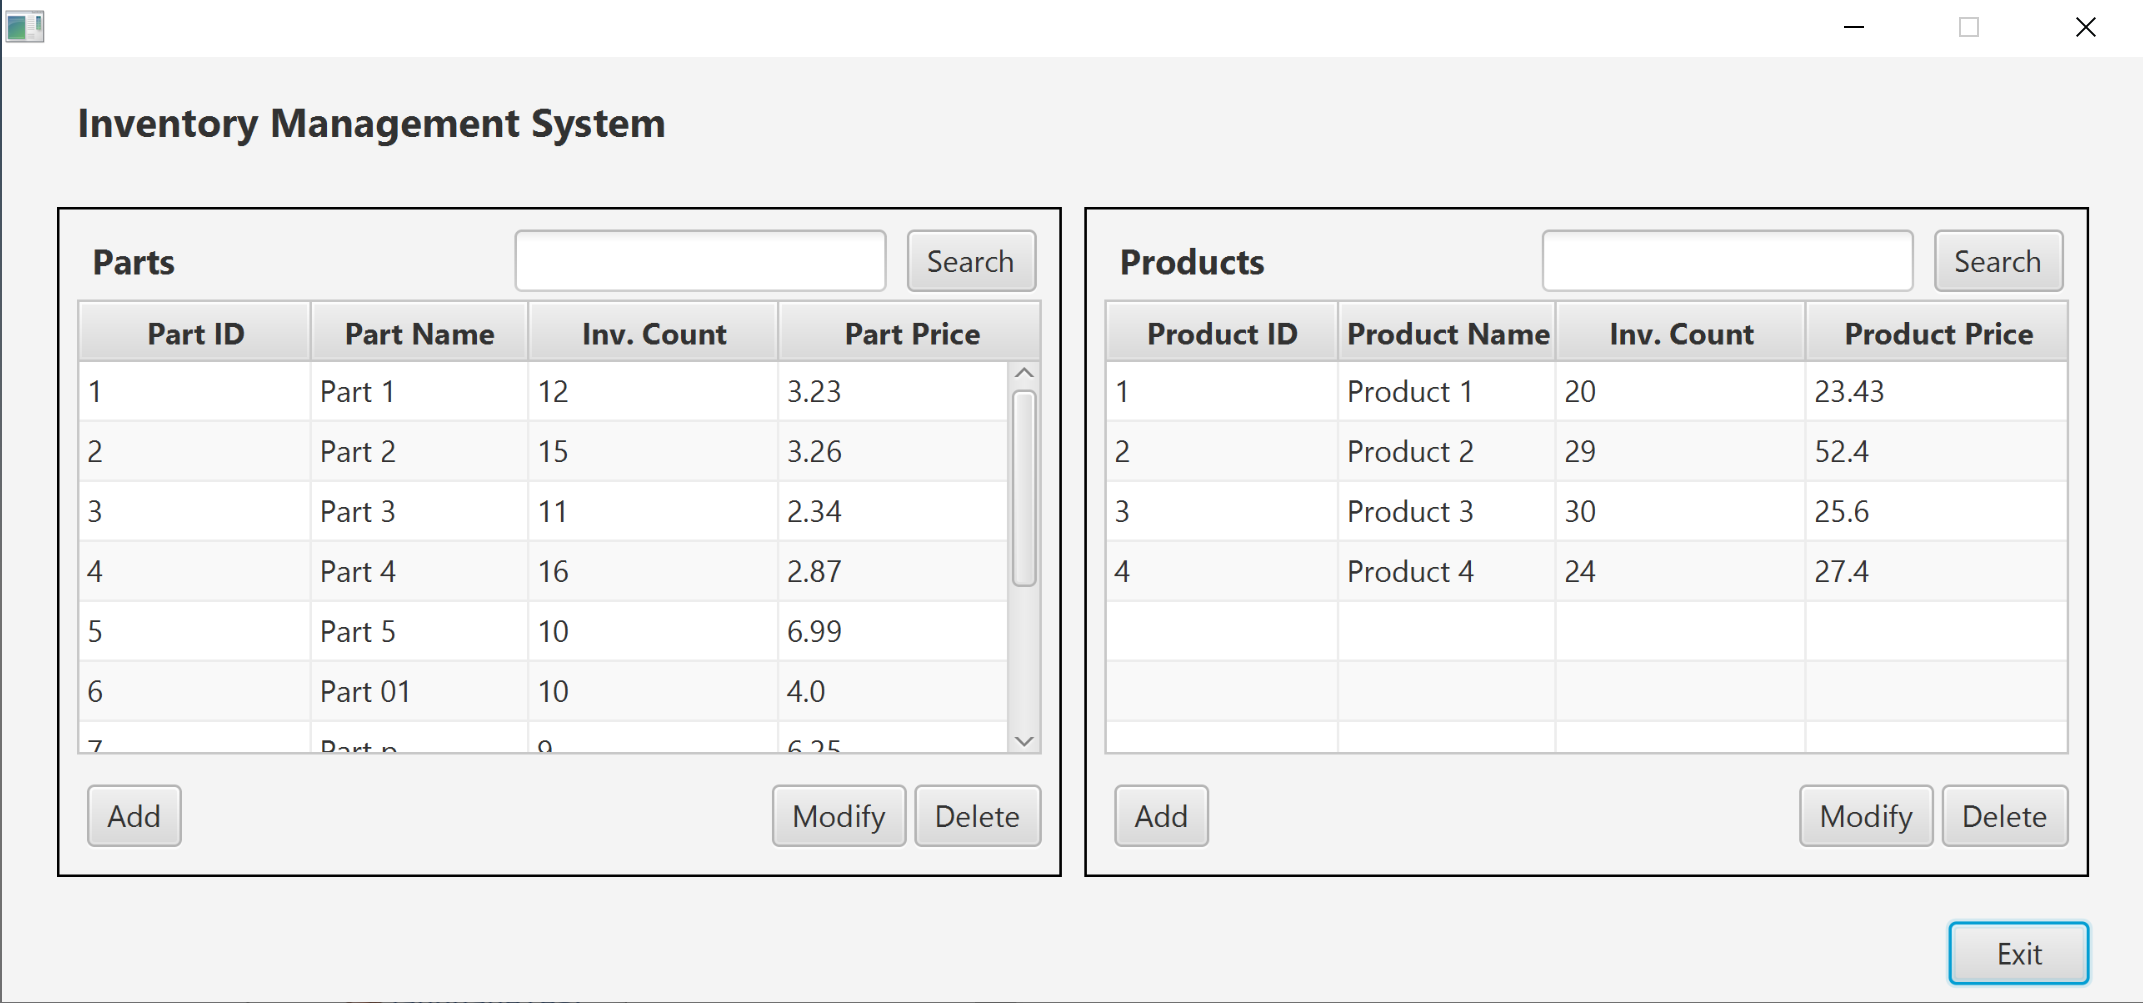 Inventory Management System
Parts Search
Part ID Part Name Inv. Count Part Price
1 Part 1 12 3.23
2 Part 2 15 3.26
3 Part 3 11 2.34
4 Part 4 16 2.87
5 Part 5 10 6.99
6 Part 01 10 4.0
7 Part p 9 6.25
Add Modify Delete
Products Search
Product ID Product Name Inv. Count Product Price
1 Product 1 20 23.43
2 Product 2 29 52.4
3 Product 3 30 25.6
4 Product 4 24 27.4
Add Modify Delete
Exit